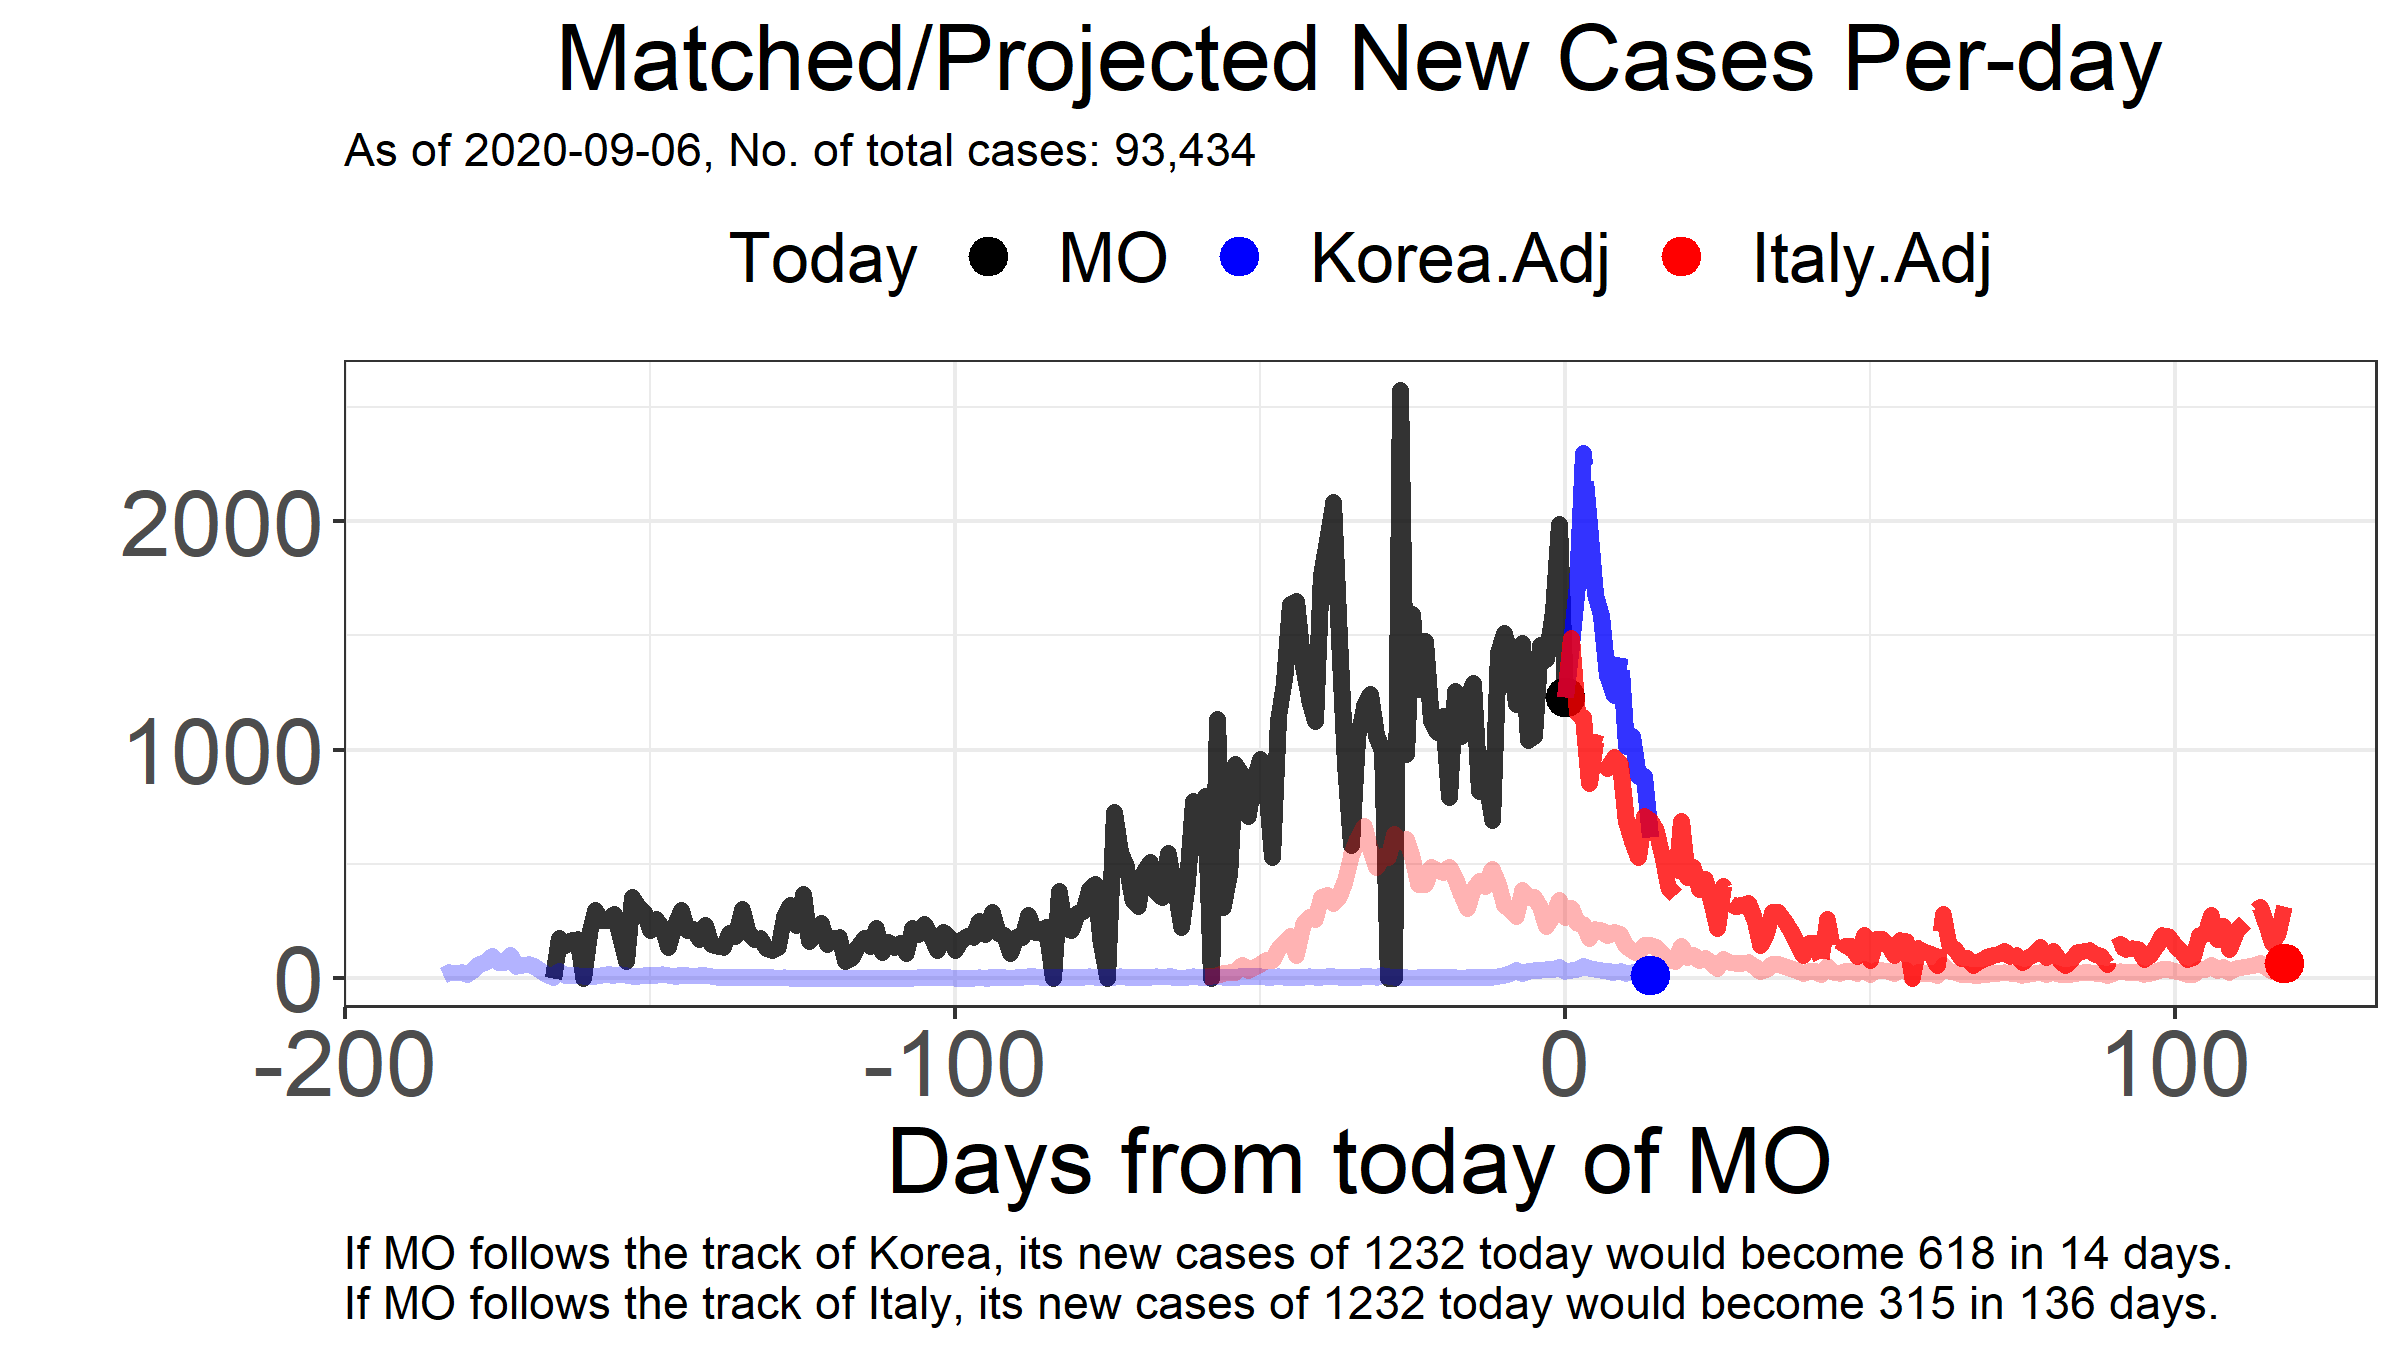 Matched/Projected New Cases Per-day
As of 2020-09-06, No. of total cases: 93,434
Today MO Korea.Adj Italy.Adj
2000
1000
0
-200 -100 0 100
Days from today of MO
If MO follows the track of Korea, its new cases of 1232 today would become 618 in 14 days.
If MO follows the track of Italy, its new cases of 1232 today would become 315 in 136 days.